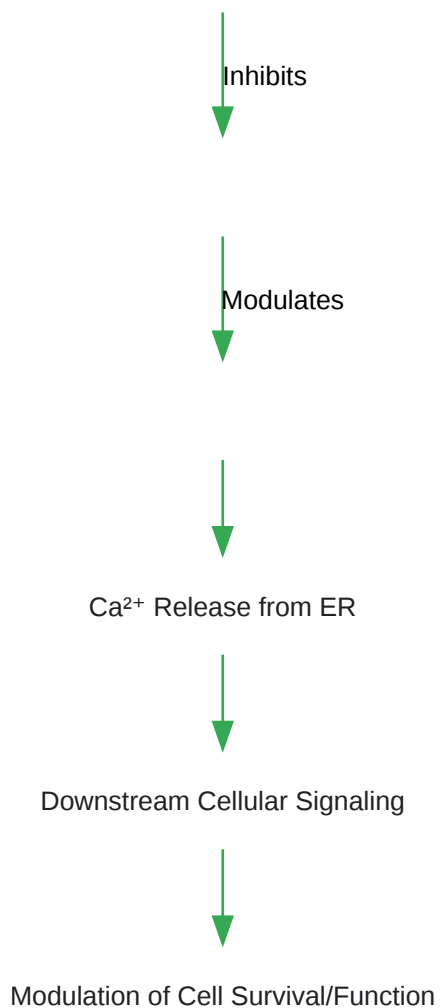 Inhibits
Modulates
Ca²⁺ Release from ER
Downstream Cellular Signaling
Modulation of Cell Survival/Function